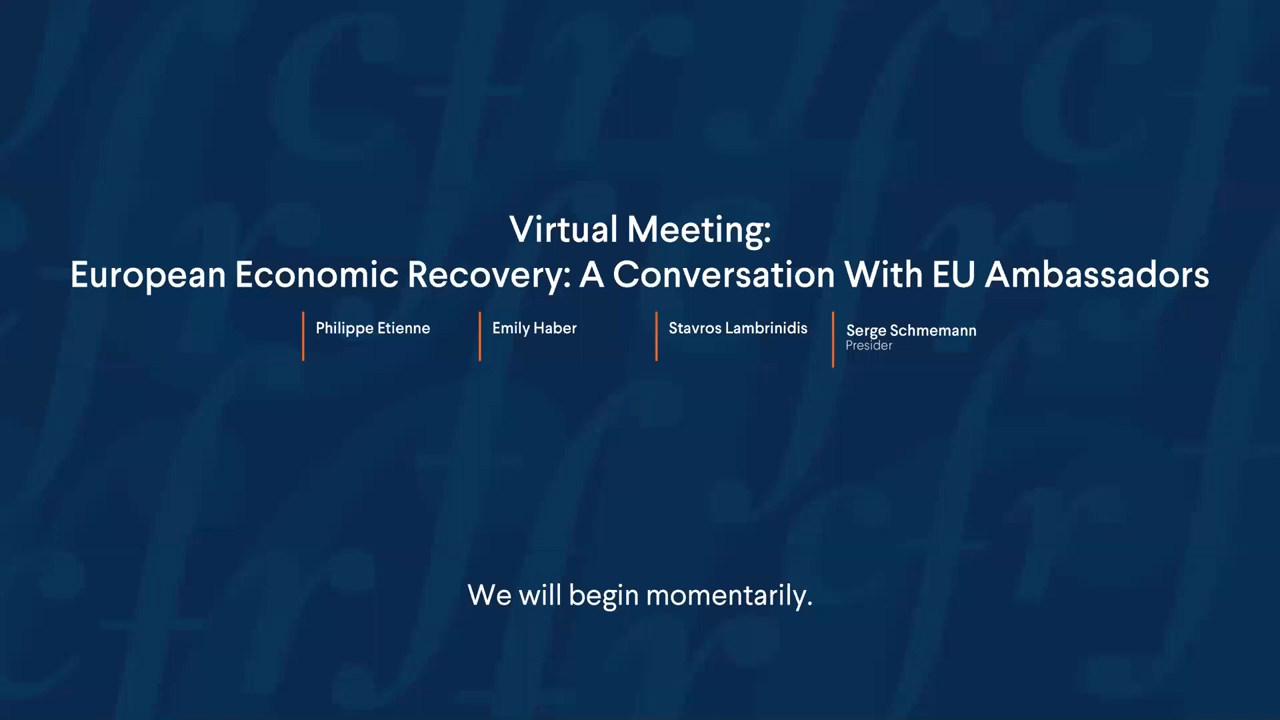 Virtual Meeting:
European Economic Recovery: A Conversation With EU Ambassadors
Philippe Etienne
Emily Haber
Stavros Lambrinidis
Serge Schmemann
Presider
We will begin momentarily.